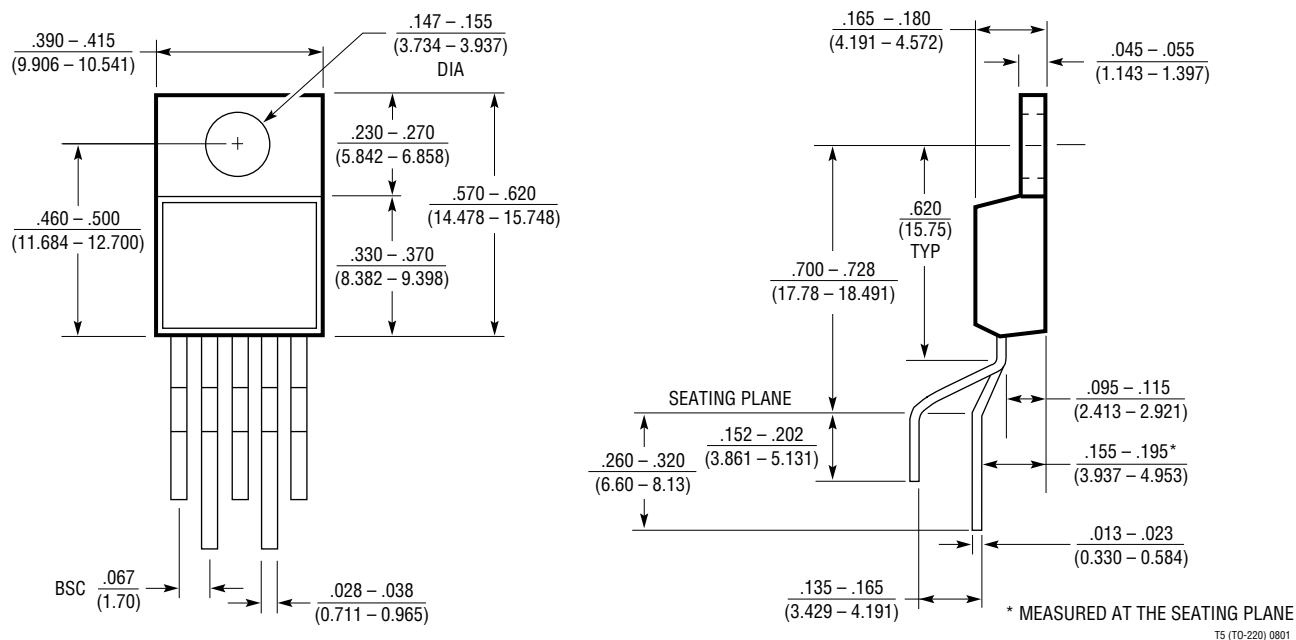 .390 – .415
(9.906 – 10.541)
.147 – .155
(3.734 – 3.937)
DIA
.230 – .270
(5.842 – 6.858)
.570 – .620
(14.478 – 15.748)
.460 – .500
(11.684 – 12.700)
.330 – .370
(8.382 – 9.398)
BSC
.067
(1.70)
.028 – .038
(0.711 – 0.965)
.165 – .180
(4.191 – 4.572)
.045 – .055
(1.143 – 1.397)
.620
(15.75)
TYP
.700 – .728
(17.78 – 18.491)
SEATING PLANE
.152 – .202
(3.861 – 5.131)
.260 – .320
(6.60 – 8.13)
.095 – .115
(2.413 – 2.921)
.155 – .195*
(3.937 – 4.953)
.013 – .023
(0.330 – 0.584)
.135 – .165
(3.429 – 4.191)
* MEASURED AT THE SEATING PLANE
T5 (TO-220) 0801